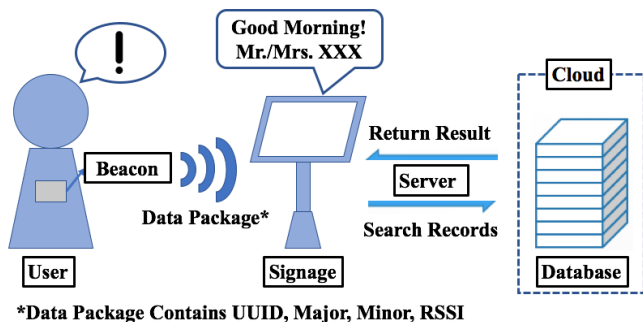 !
Good Morning!
Mr./Mrs. XXX
Cloud
Beacon
Return Result
Server
Data Package*
Search Records
User
Signage
Database
*Data Package Contains UUID, Major, Minor, RSSI